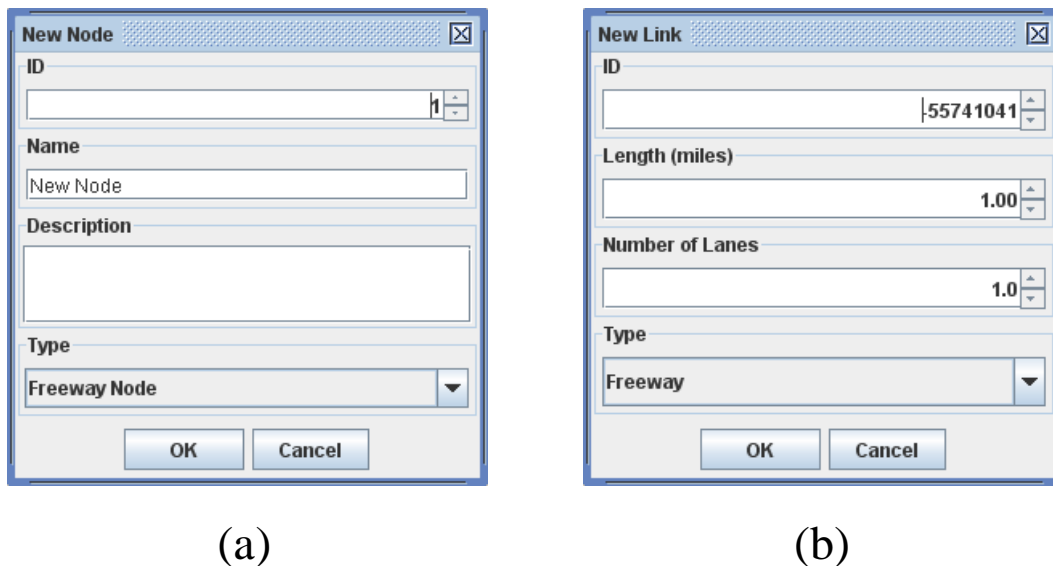 New Node
ID
1
Name
New Node
Description
Type
Freeway Node
OK Cancel
(a)
New Link
ID
-55741041
Length (miles)
1.00
Number of Lanes
1.0
Type
Freeway
OK Cancel
(b)